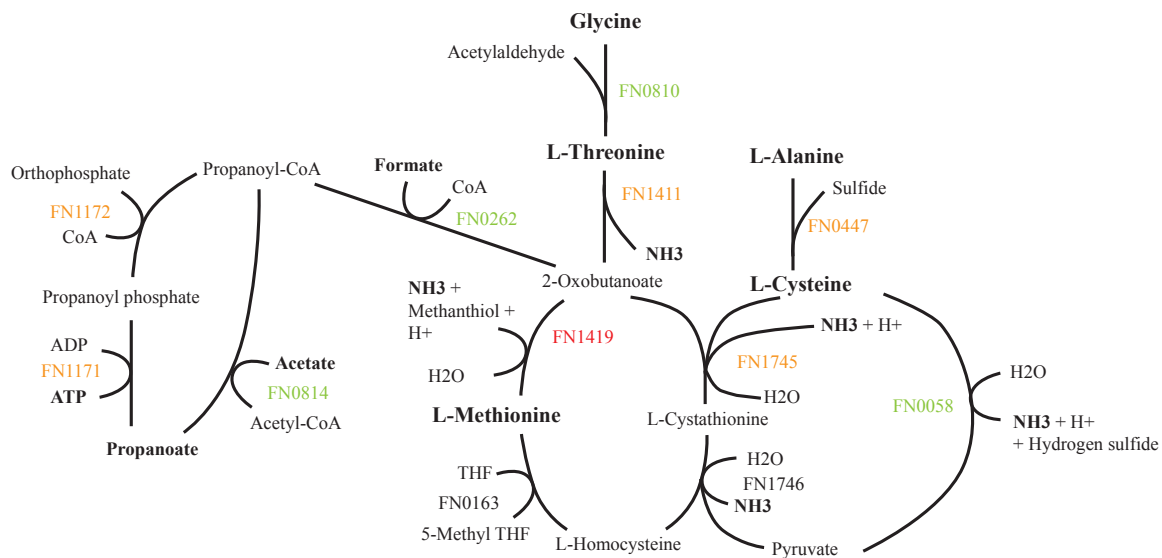 Glycine
Acetylaldehyde
FN0810
L-Threonine
L-Alanine
Formate
Propanoyl-CoA
Orthophosphate
CoA
Sulfide
FN1411
FN1172
FN0262
FN0447
CoA
NH3
2-Oxobutanoate
L-Cysteine
Propanoyl phosphate
NH3 +
Methanthiol +
H+
NH3 + H+
FN1419
ADP
FN1745
Acetate
FN1171
H2O
H2O
FN0814
ATP
H2O
FN0058
Acetyl-CoA
L-Methionine
L-Cystathionine
NH3 + H+
+ Hydrogen sulfide
Propanoate
H2O
THF
FN1746
FN0163
NH3
5-Methyl THF
L-Homocysteine
Pyruvate